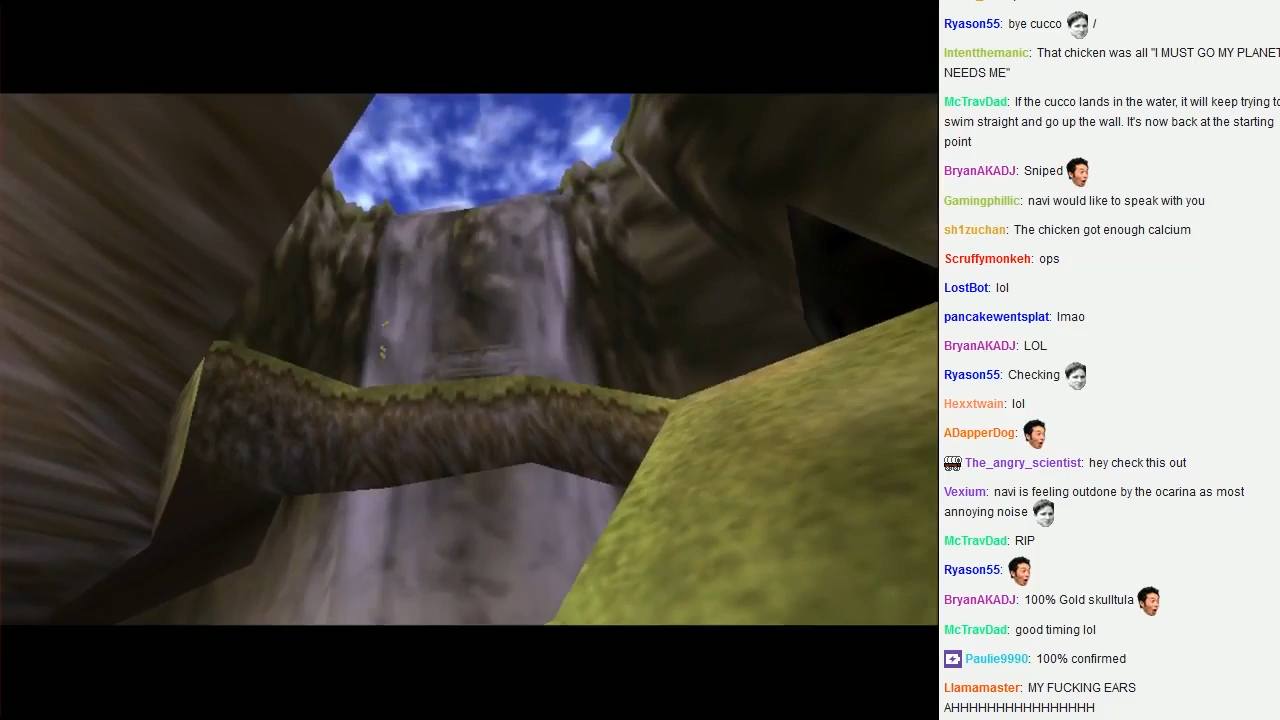 Ryason55: bye cucco /
Intentthemanic: That chicken was all "I MUST GO MY PLANET
NEEDS ME"
McTravDad: If the cucco lands in the water, it will keep trying to
swim straight and go up the wall. It's now back at the starting
point
BryanAKADJ: Sniped
Gamingphillic: navi would like to speak with you
sh1zuchan: The chicken got enough calcium
Scruffymonkeh: ops
LostBot: lol
pancakewentsplat: lmao
BryanAKADJ: LOL
Ryason55: Checking
Hexxtwain: lol
ADapperDog:
The_angry_scientist: hey check this out
Vexium: navi is feeling outdone by the ocarina as most
annoying noise
McTravDad: RIP
Ryason55:
BryanAKADJ: 100% Gold skulltula
McTravDad: good timing lol
Paulie9990: 100% confirmed
Llamamaster: MY FUCKING EARS
AHHHHHHHHHHHHHHHH